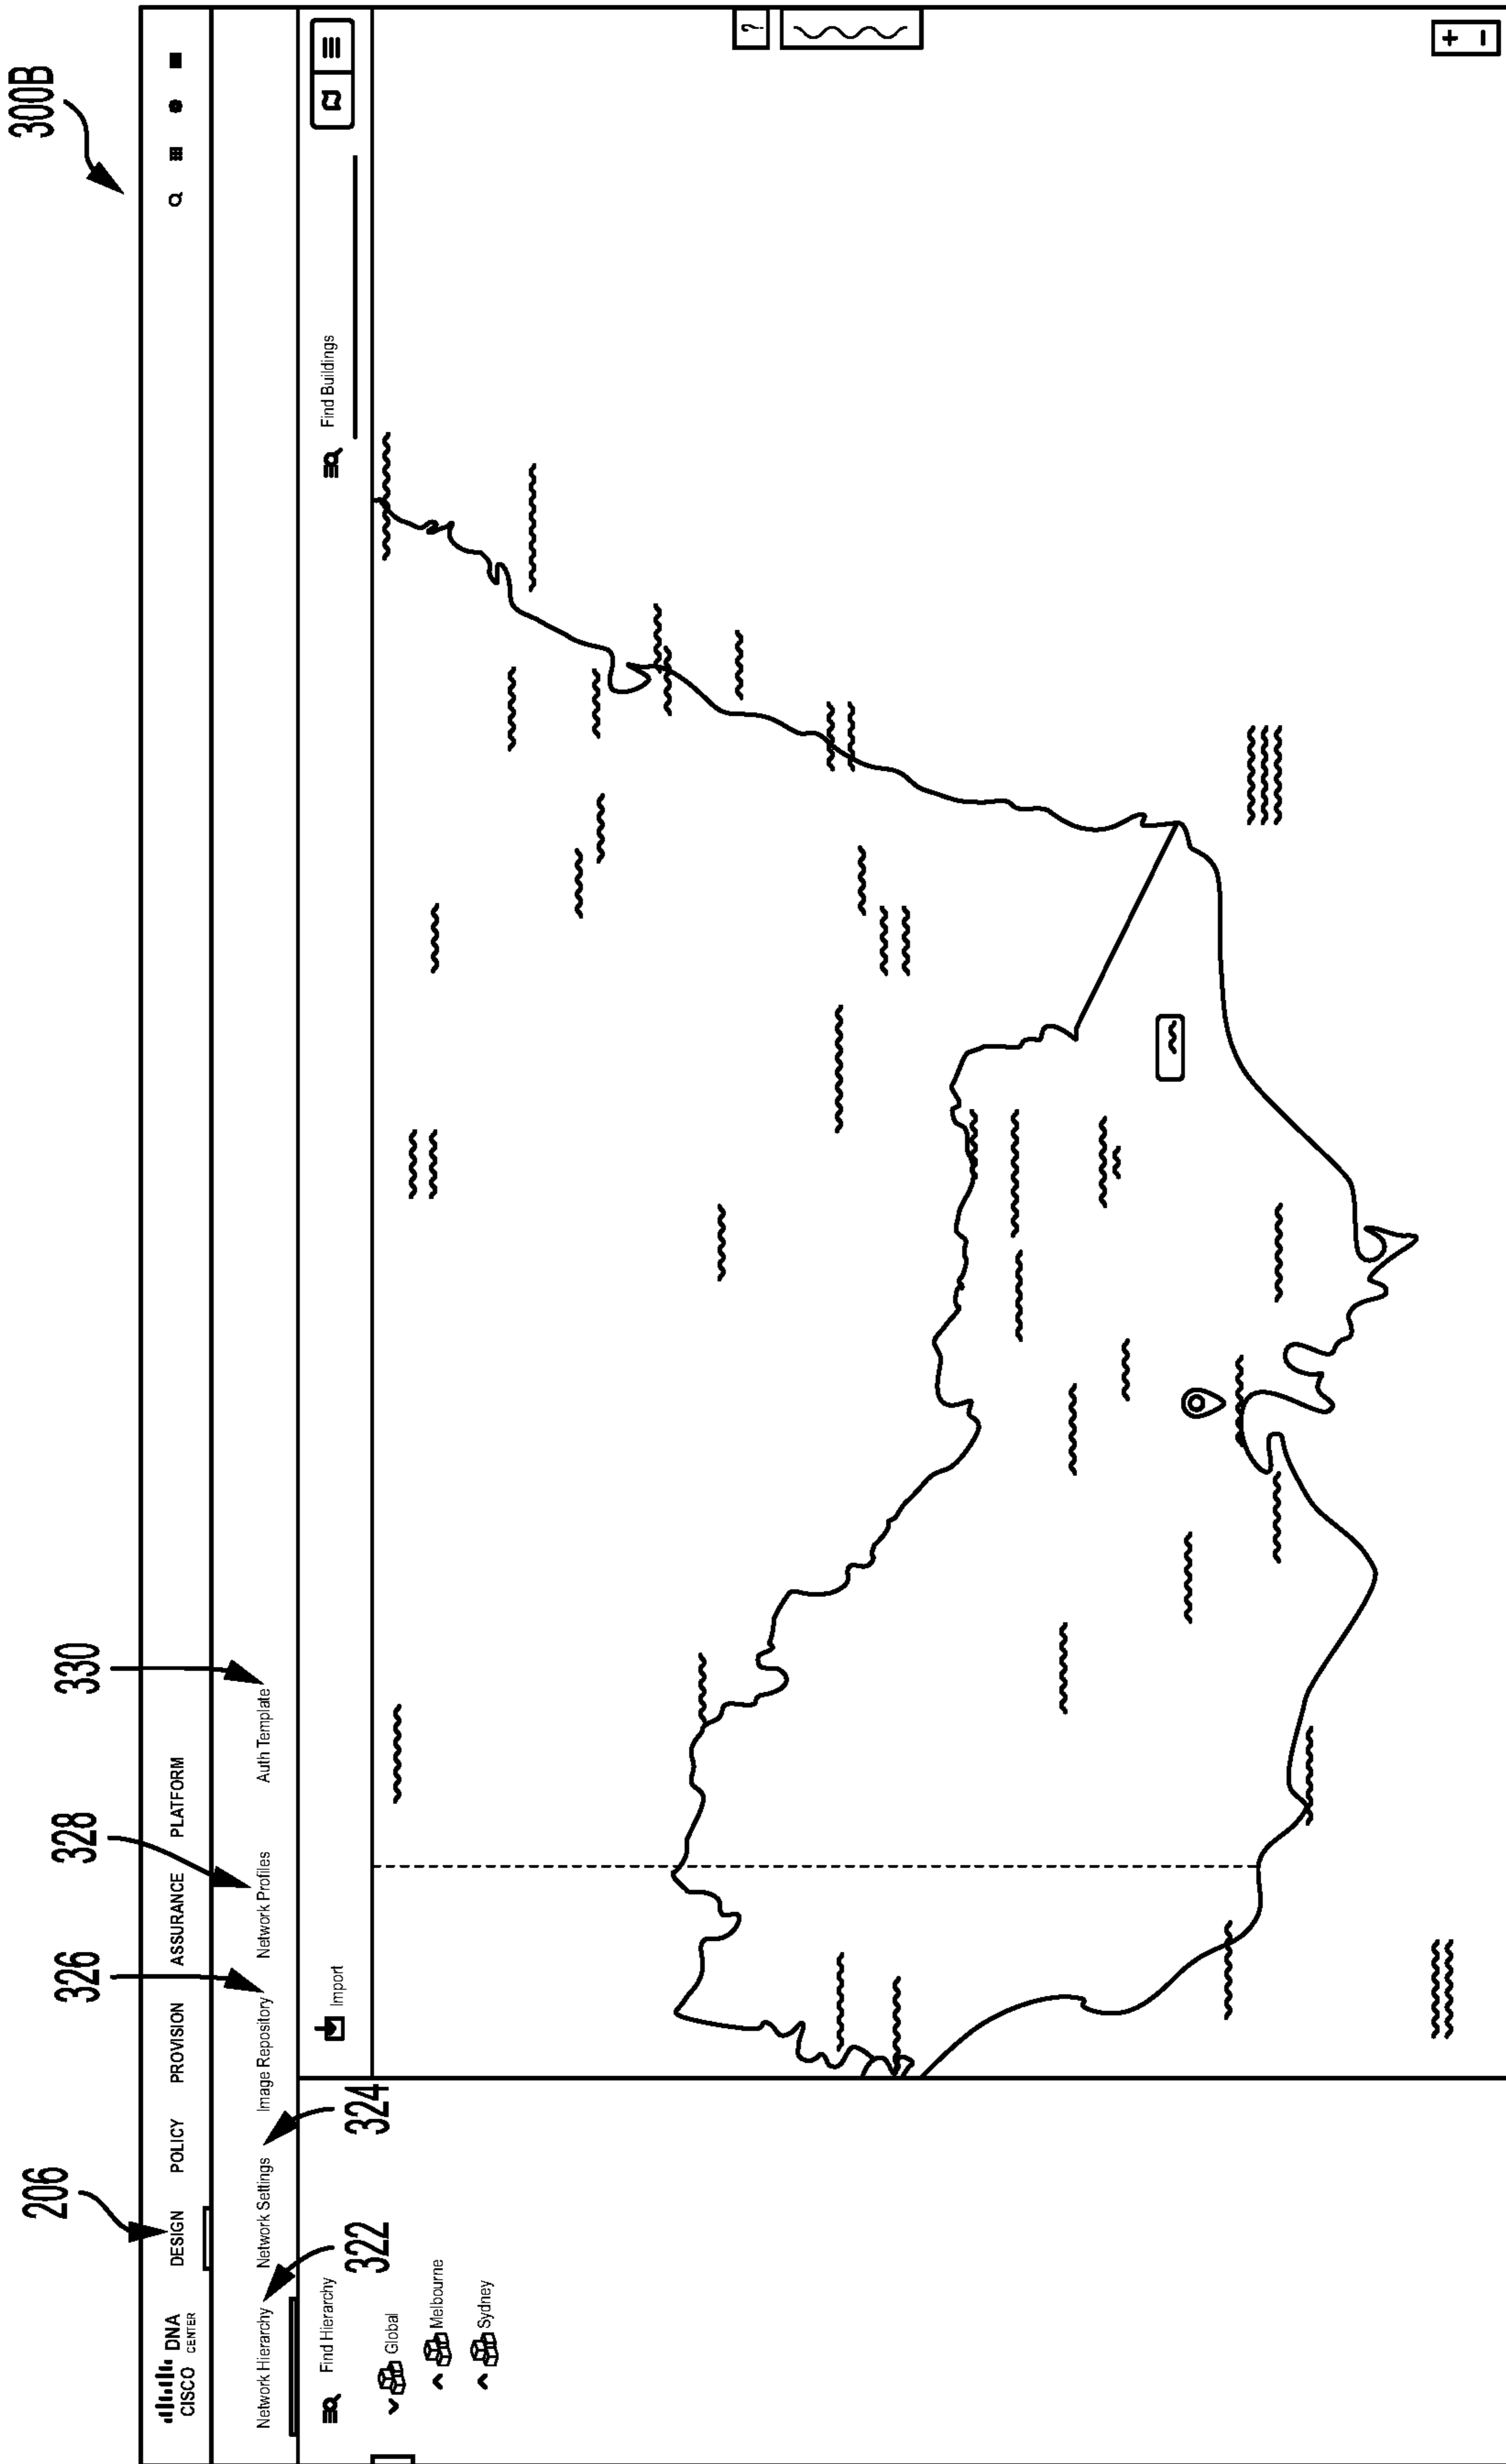 300B
206
326
328
330
CISCO DNA CENTER
DESIGN POLICY PROVISION ASSURANCE PLATFORM
Network Hierarchy Network Settings Image Repository Network Profiles Auth Template
322
324
Find Hierarchy
Import
Find Buildings
Global
Melbourne
Sydney
?
+
-